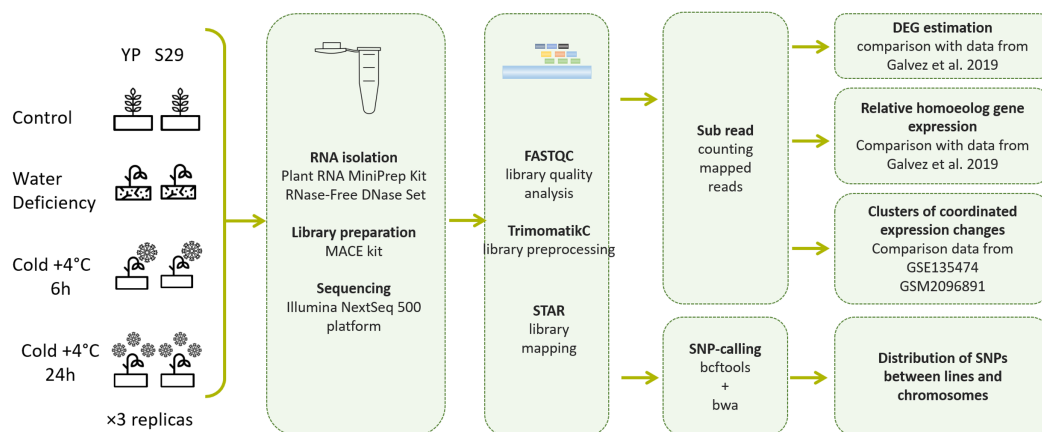 YP S29
Control
Water
Deficiency
Cold +4°C
6h
Cold +4°C
24h
×3 replicas
RNA isolation
Plant RNA MiniPrep Kit
RNase-Free DNase Set
Library preparation
MACE kit
Sequencing
Illumina NextSeq 500
platform
FASTQC
library quality
analysis
TrimomatikC
library preprocessing
STAR
library
mapping
Sub read
counting
mapped
reads
SNP-calling
bcftools
+
bwa
DEG estimation
comparison with data from
Galvez et al. 2019
Relative homoeolog gene
expression
Comparison with data from
Galvez et al. 2019
Clusters of coordinated
expression changes
Comparison data from
GSE135474
GSM2096891
Distribution of SNPs
between lines and
chromosomes